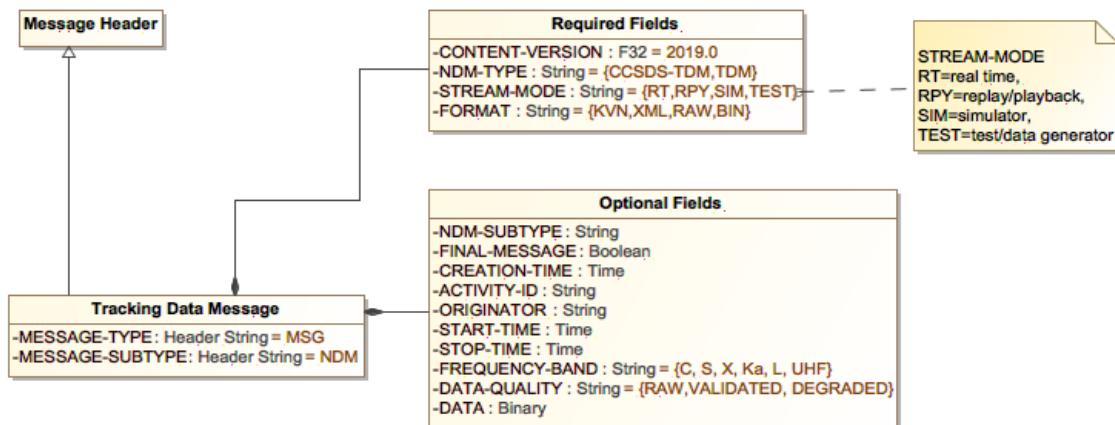 Message Header
Required Fields
-CONTENT-VERSION : F32 = 2019.0
-NDM-TYPE : String = {CCSDS-TDM,TDM}
-STREAM-MODE : String = {RT,RPY,SIM,TEST}
-FORMAT : String = {KVN,XML,RAW,BIN}
STREAM-MODE
RT=real time,
RPY=replay/playback,
SIM=simulator,
TEST=test/data generator
Optional Fields
-NDM-SUBTYPE : String
-FINAL-MESSAGE : Boolean
-CREATION-TIME : Time
-ACTIVITY-ID : String
-ORIGINATOR : String
-START-TIME : Time
-STOP-TIME : Time
-FREQUENCY-BAND : String = {C, S, X, Ka, L, UHF}
-DATA-QUALITY : String = {RAW,VALIDATED, DEGRADED}
-DATA : Binary
Tracking Data Message
-MESSAGE-TYPE: Header String = MSG
-MESSAGE-SUBTYPE: Header String = NDM